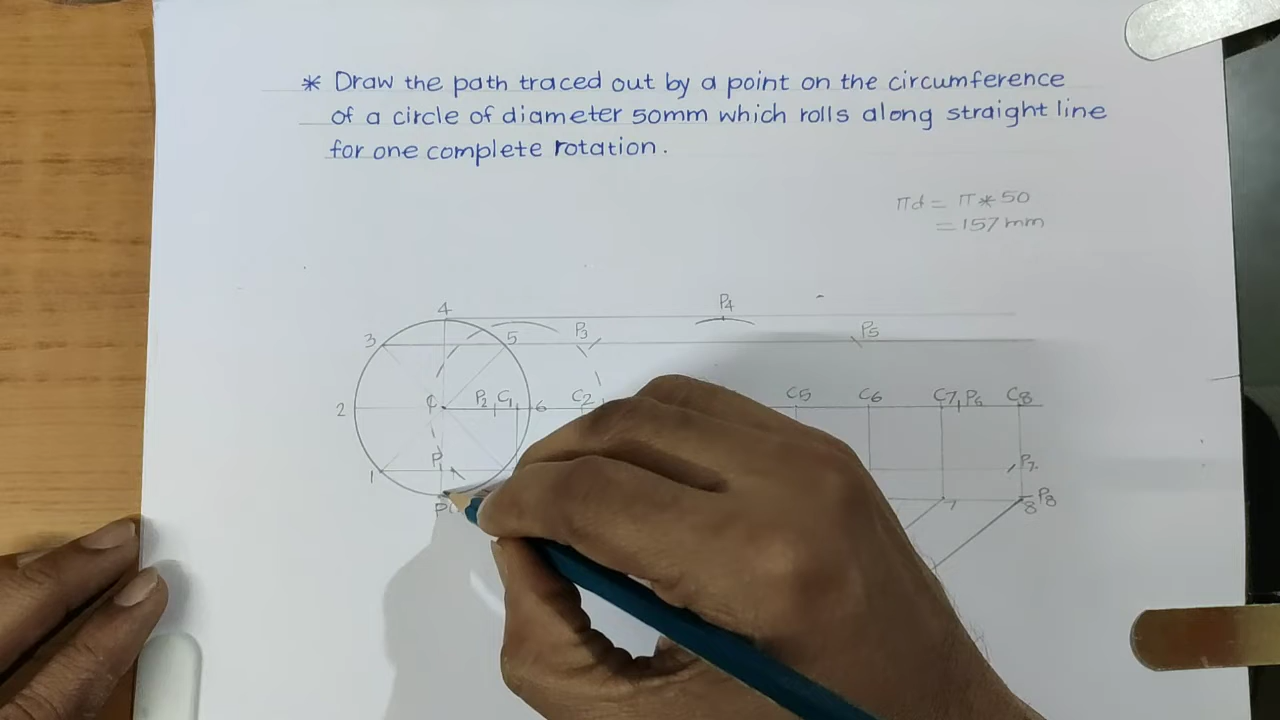 * Draw the path traced out by a point on the circumference
of a circle of diameter 50mm which rolls along straight line
for one complete rotation.
πd = π * 50
= 157 mm
4 P4
3 5 P3 P5
2 C P2 C1 6 C2 C5 C6 C7 P6 C8
1 P1 P7
7 8 P8